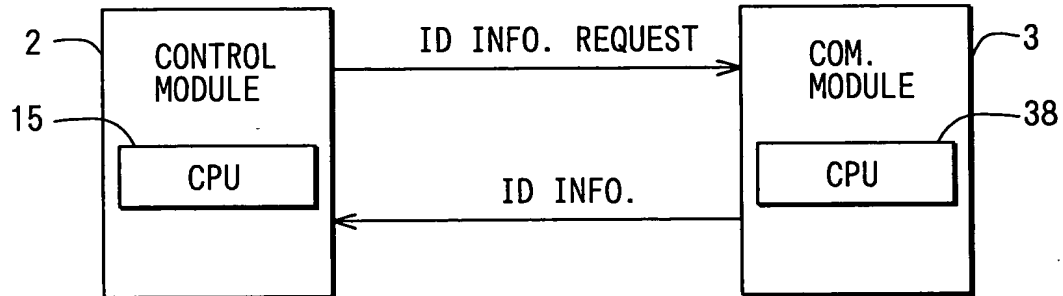 2
CONTROL
MODULE
15
CPU
ID INFO. REQUEST
ID INFO.
3
COM.
MODULE
38
CPU